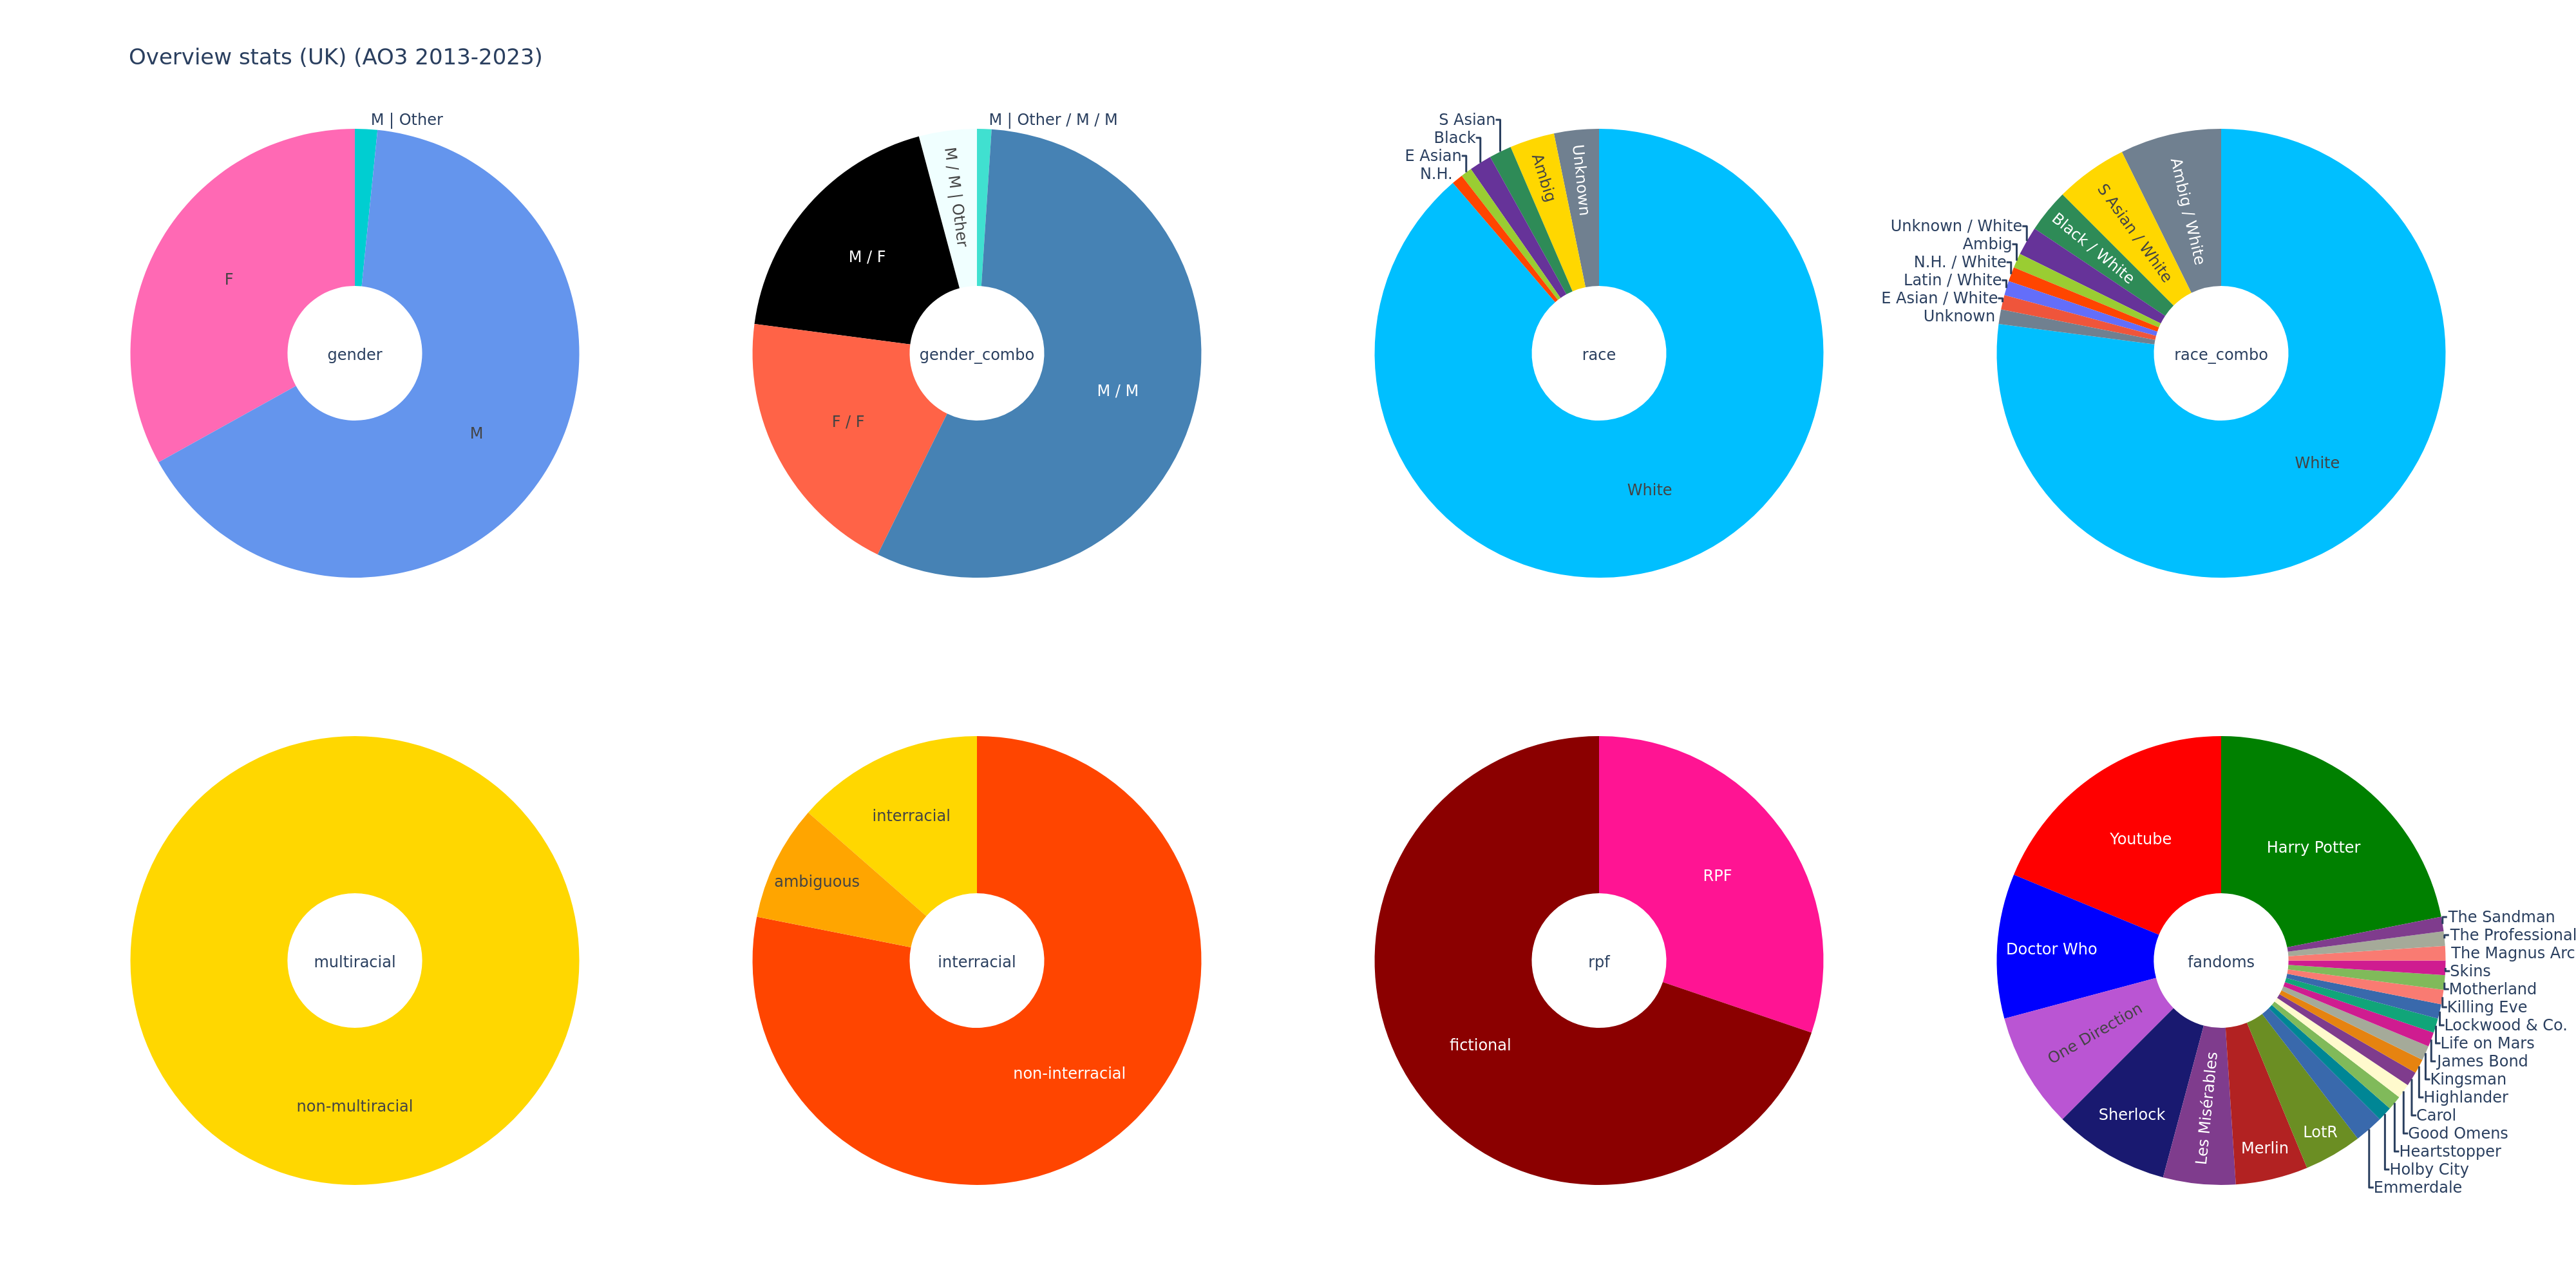 Overview stats (UK) (AO3 2013-2023)
M | Other
F
M
gender
M | Other / M / M
M / M | Other
M / F
F / F
M / M
gender_combo
S Asian
Black
E Asian
N.H.
Ambig
Unknown
White
race
Unknown / White
Ambig
N.H. / White
Latin / White
E Asian / White
Unknown
Black / White
S Asian / White
Ambig / White
White
race_combo
multiracial
non-multiracial
interracial
ambiguous
interracial
non-interracial
RPF
rpf
fictional
Youtube
Harry Potter
Doctor Who
fandoms
One Direction
Sherlock
Les Misérables
Merlin
LotR
The Sandman
The Professional
The Magnus Arc
Skins
Motherland
Killing Eve
Lockwood & Co.
Life on Mars
James Bond
Kingsman
Highlander
Carol
Good Omens
Heartstopper
Holby City
Emmerdale